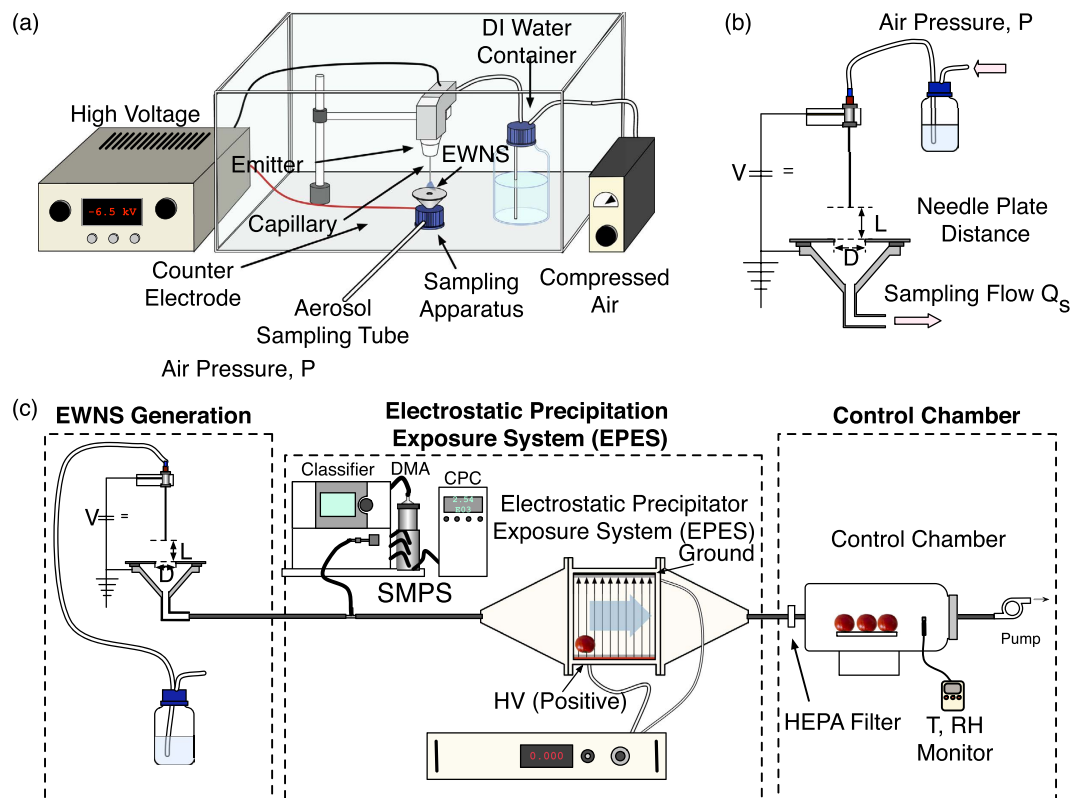 (a)
DI Water
Container
High Voltage
Emitter
EWNS
-6.5 kV
Capillary
Counter
Electrode
Sampling
Apparatus
Compressed
Air
Aerosol
Sampling Tube
Air Pressure, P
(b)
Air Pressure, P
V
=
L
Needle Plate
Distance
D
Sampling Flow Qs
(c)
EWNS Generation
Electrostatic Precipitation
Exposure System (EPES)
Control Chamber
Classifier
DMA
CPC
2.54
E03
V
=
L
D
SMPS
Electrostatic Precipitator
Exposure System (EPES)
Ground
Control Chamber
Pump
HV (Positive)
HEPA Filter
T, RH
Monitor
0.000